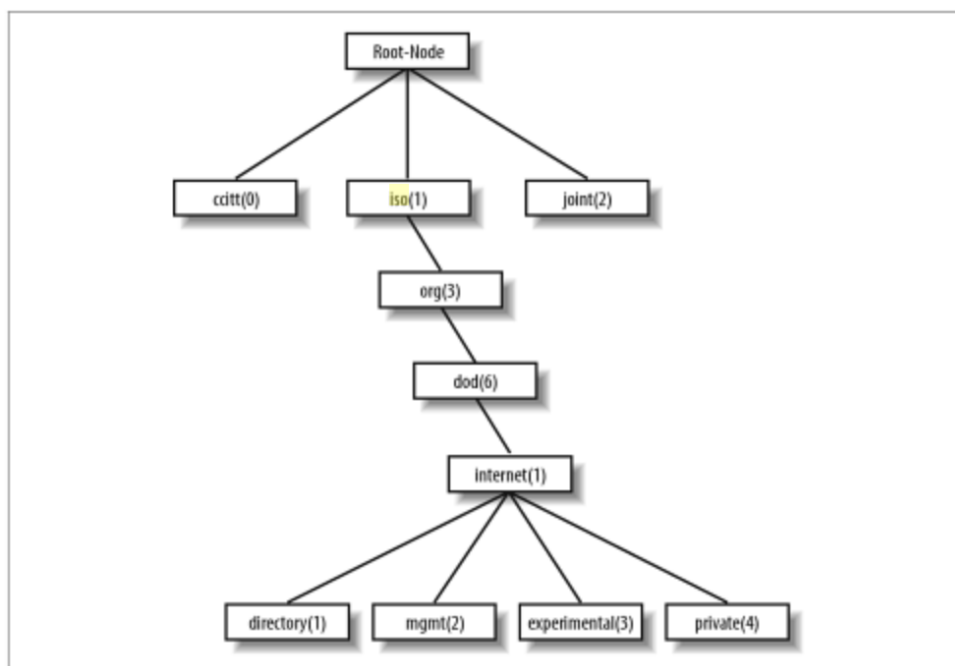 Root-Node
ccitt(0)
iso(1)
joint(2)
org(3)
dod(6)
internet(1)
directory(1)
mgmt(2)
experimental(3)
private(4)